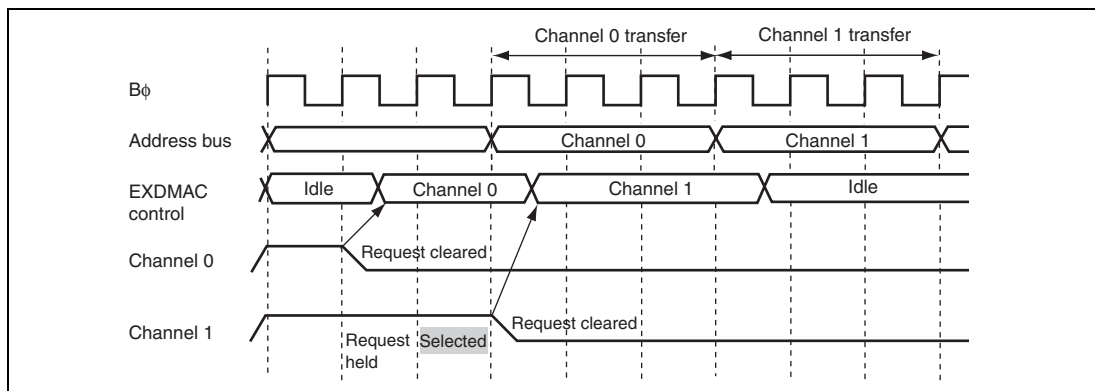 Channel 0 transfer Channel 1 transfer
Bϕ
Address bus Channel 0 Channel 1
EXDMAC control Idle Channel 0 Channel 1 Idle
Channel 0 Request cleared
Channel 1 Request cleared
Request held Selected